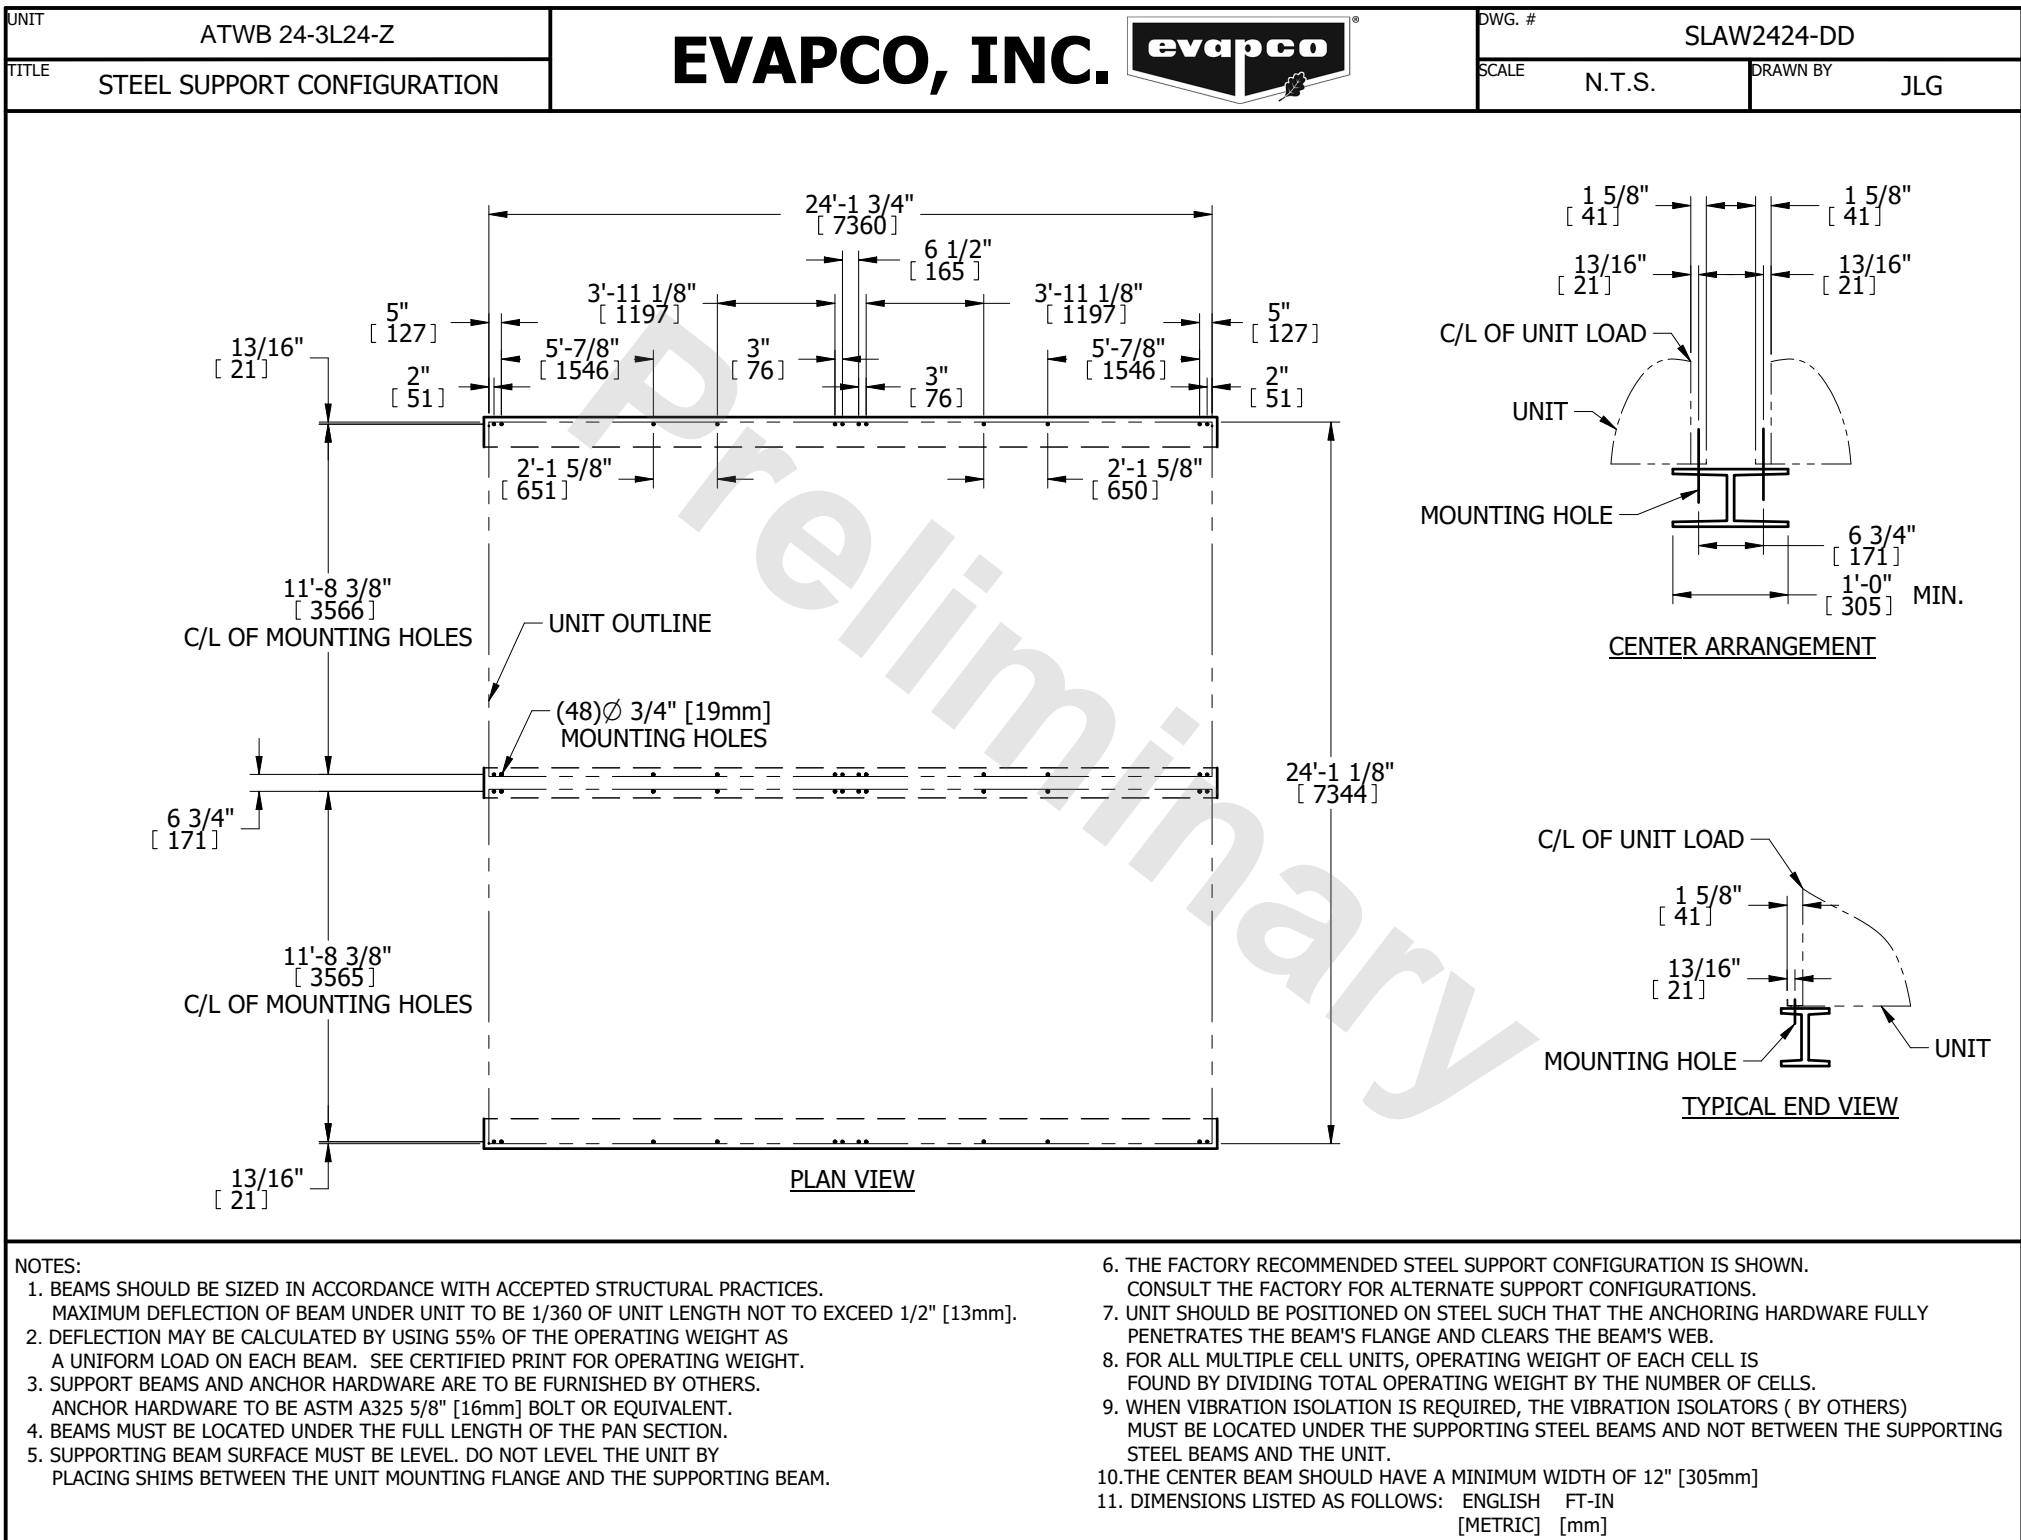 UNIT
ATWB 24-3L24-Z
TITLE
STEEL SUPPORT CONFIGURATION
EVAPCO, INC.
evapco
®
DWG. #
SLAW2424-DD
SCALE
N.T.S.
DRAWN BY
JLG
24'-1 3/4"
[ 7360 ]
6 1/2"
[ 165 ]
3'-11 1/8"
[ 1197 ]
3'-11 1/8"
[ 1197 ]
5"
[ 127 ]
5"
[ 127 ]
13/16"
[ 21 ]
5'-7/8"
[ 1546 ]
3"
[ 76 ]
5'-7/8"
[ 1546 ]
2"
[ 51 ]
3"
[ 76 ]
2"
[ 51 ]
2'-1 5/8"
[ 651 ]
2'-1 5/8"
[ 650 ]
11'-8 3/8"
[ 3566 ]
C/L OF MOUNTING HOLES
UNIT OUTLINE
(48)Ø 3/4" [19mm]
MOUNTING HOLES
6 3/4"
[ 171 ]
24'-1 1/8"
[ 7344 ]
11'-8 3/8"
[ 3565 ]
C/L OF MOUNTING HOLES
13/16"
[ 21 ]
PLAN VIEW
Preliminary
1 5/8"
[ 41 ]
1 5/8"
[ 41 ]
13/16"
[ 21 ]
13/16"
[ 21 ]
C/L OF UNIT LOAD
UNIT
MOUNTING HOLE
6 3/4"
[ 171 ]
1'-0"
[ 305 ] MIN.
CENTER ARRANGEMENT
C/L OF UNIT LOAD
1 5/8"
[ 41 ]
13/16"
[ 21 ]
MOUNTING HOLE
UNIT
TYPICAL END VIEW
NOTES:
1. BEAMS SHOULD BE SIZED IN ACCORDANCE WITH ACCEPTED STRUCTURAL PRACTICES.
MAXIMUM DEFLECTION OF BEAM UNDER UNIT TO BE 1/360 OF UNIT LENGTH NOT TO EXCEED 1/2" [13mm].
2. DEFLECTION MAY BE CALCULATED BY USING 55% OF THE OPERATING WEIGHT AS
A UNIFORM LOAD ON EACH BEAM. SEE CERTIFIED PRINT FOR OPERATING WEIGHT.
3. SUPPORT BEAMS AND ANCHOR HARDWARE ARE TO BE FURNISHED BY OTHERS.
ANCHOR HARDWARE TO BE ASTM A325 5/8" [16mm] BOLT OR EQUIVALENT.
4. BEAMS MUST BE LOCATED UNDER THE FULL LENGTH OF THE PAN SECTION.
5. SUPPORTING BEAM SURFACE MUST BE LEVEL. DO NOT LEVEL THE UNIT BY
PLACING SHIMS BETWEEN THE UNIT MOUNTING FLANGE AND THE SUPPORTING BEAM.
6. THE FACTORY RECOMMENDED STEEL SUPPORT CONFIGURATION IS SHOWN.
CONSULT THE FACTORY FOR ALTERNATE SUPPORT CONFIGURATIONS.
7. UNIT SHOULD BE POSITIONED ON STEEL SUCH THAT THE ANCHORING HARDWARE FULLY
PENETRATES THE BEAM'S FLANGE AND CLEARS THE BEAM'S WEB.
8. FOR ALL MULTIPLE CELL UNITS, OPERATING WEIGHT OF EACH CELL IS
FOUND BY DIVIDING TOTAL OPERATING WEIGHT BY THE NUMBER OF CELLS.
9. WHEN VIBRATION ISOLATION IS REQUIRED, THE VIBRATION ISOLATORS ( BY OTHERS)
MUST BE LOCATED UNDER THE SUPPORTING STEEL BEAMS AND NOT BETWEEN THE SUPPORTING
STEEL BEAMS AND THE UNIT.
10.THE CENTER BEAM SHOULD HAVE A MINIMUM WIDTH OF 12" [305mm]
11. DIMENSIONS LISTED AS FOLLOWS: ENGLISH FT-IN
[METRIC] [mm]